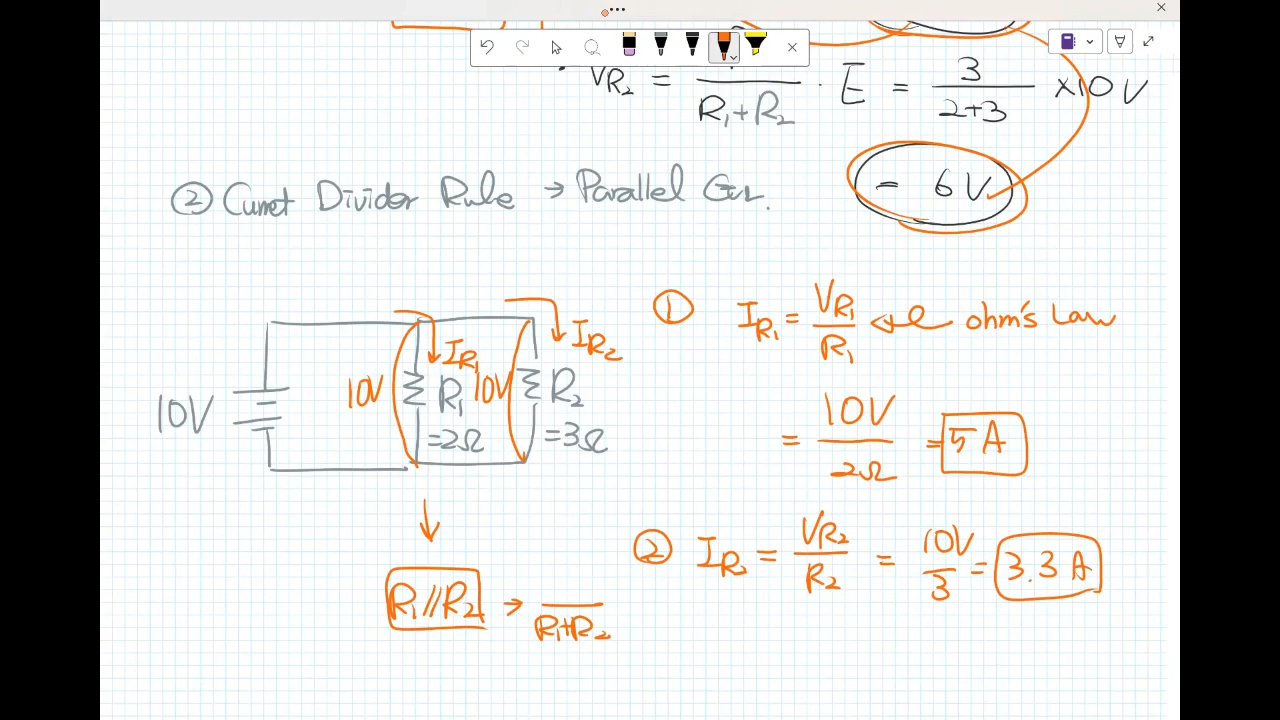 VR₂ = / R₁+R₂ · E = 3 / 2+3 ×10V
= 6V
② Curret Divider Rule → Parallel Cir.
① IR₁ = VR₁ / R₁ ohm's Law
= 10V / 2Ω = 5A
② IR₂ = VR₂ / R₂ = 10V / 3 = 3.3 A
10V
10V
IR₁
R₁
=2Ω
10V
IR₂
R₂
=3Ω
R₁//R₂ → / R₁+R₂